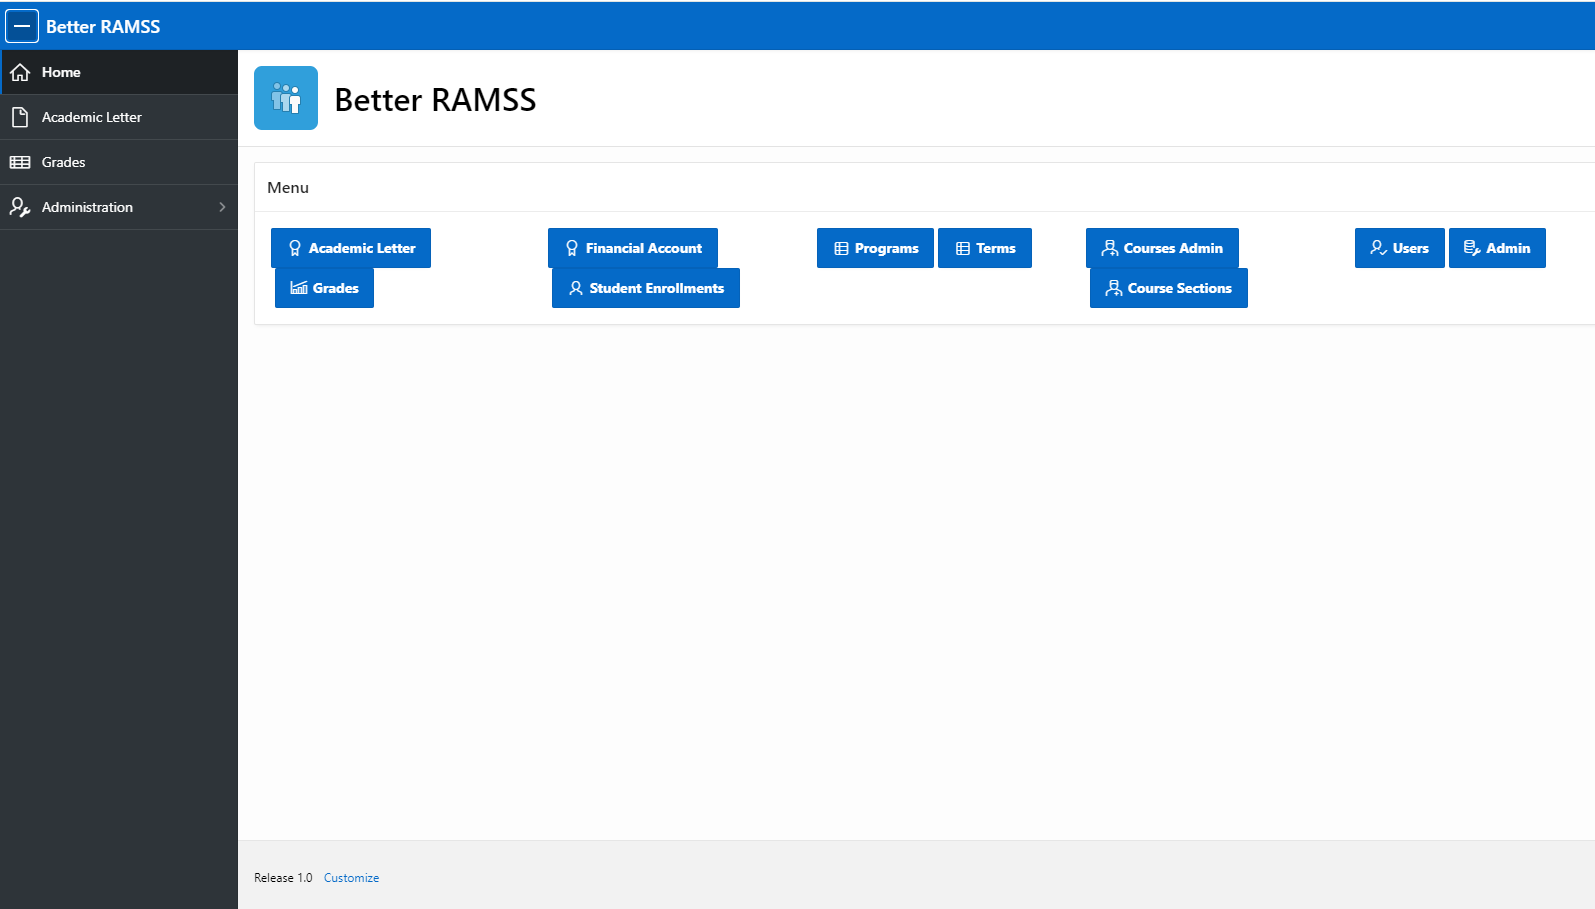 Better RAMSS
Home
Academic Letter
Grades
Administration
Better RAMSS
Menu
Academic Letter
Grades
Financial Account
Student Enrollments
Programs
Terms
Courses Admin
Course Sections
Users
Admin
Release 1.0 Customize